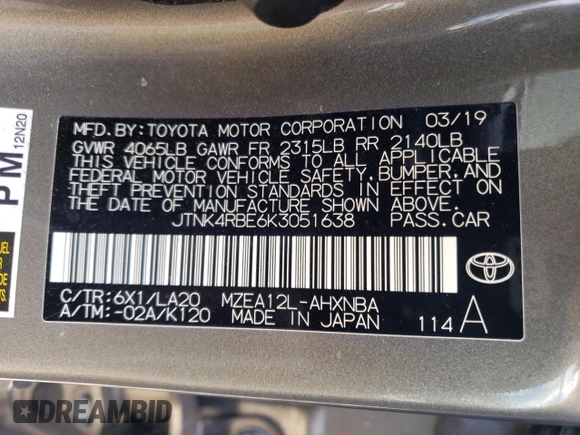 MFD. BY: TOYOTA MOTOR CORPORATION 03/19
GVWR 4065LB GAWR FR 2315LB RR 2140LB
THIS VEHICLE CONFORMS TO ALL APPLICABLE
FEDERAL MOTOR VEHICLE SAFETY, BUMPER, AND
THEFT PREVENTION STANDARDS IN EFFECT ON
THE DATE OF MANUFACTURE SHOWN ABOVE.
JTNK4RBE6K3051638 PASS. CAR
C/TR: 6X1/LA20 MZEA12L-AHXNBA
A/TM: -02A/K120 MADE IN JAPAN 114 A
TOYOTA
PM
12N20
DREAMBID